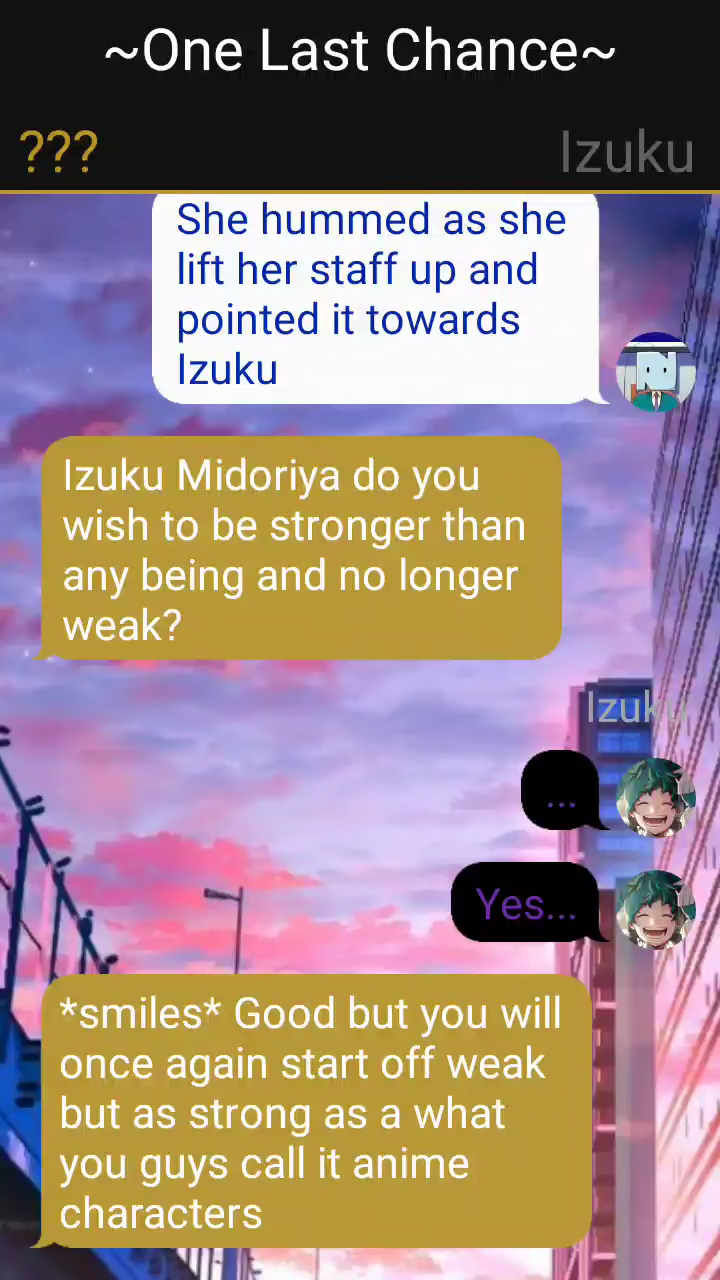 ~One Last Chance~
???
Izuku
She hummed as she
lift her staff up and
pointed it towards
Izuku
Izuku Midoriya do you
wish to be stronger than
any being and no longer
weak?
Izuku
...
Yes...
*smiles* Good but you will
once again start off weak
but as strong as a what
you guys call it anime
characters